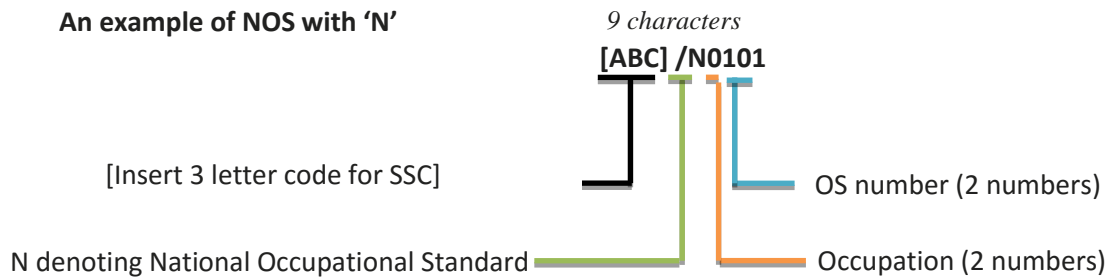 An example of NOS with ‘N’
9 characters
[ABC] /N0101
[Insert 3 letter code for SSC]
OS number (2 numbers)
N denoting National Occupational Standard
Occupation (2 numbers)